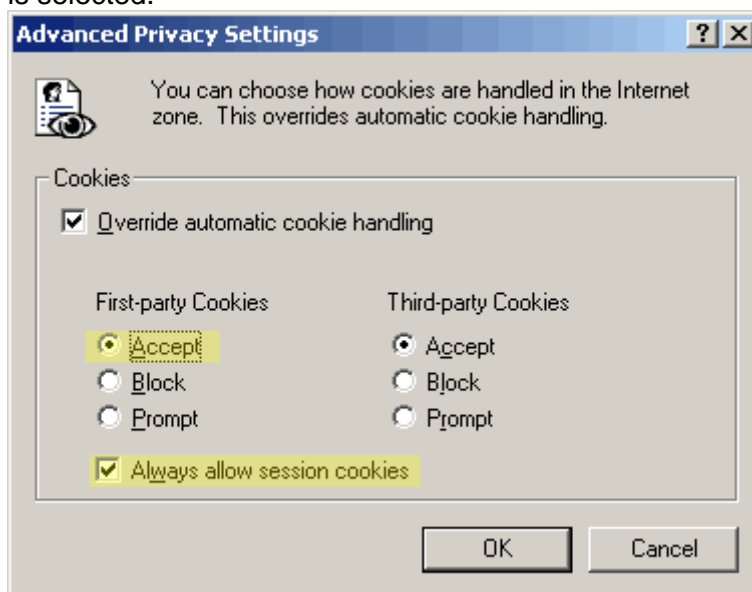 is selected.
Advanced Privacy Settings
You can choose how cookies are handled in the Internet
zone. This overrides automatic cookie handling.
Cookies
Override automatic cookie handling
First-party Cookies
Third-party Cookies
Accept
Accept
Block
Block
Prompt
Prompt
Always allow session cookies
OK
Cancel